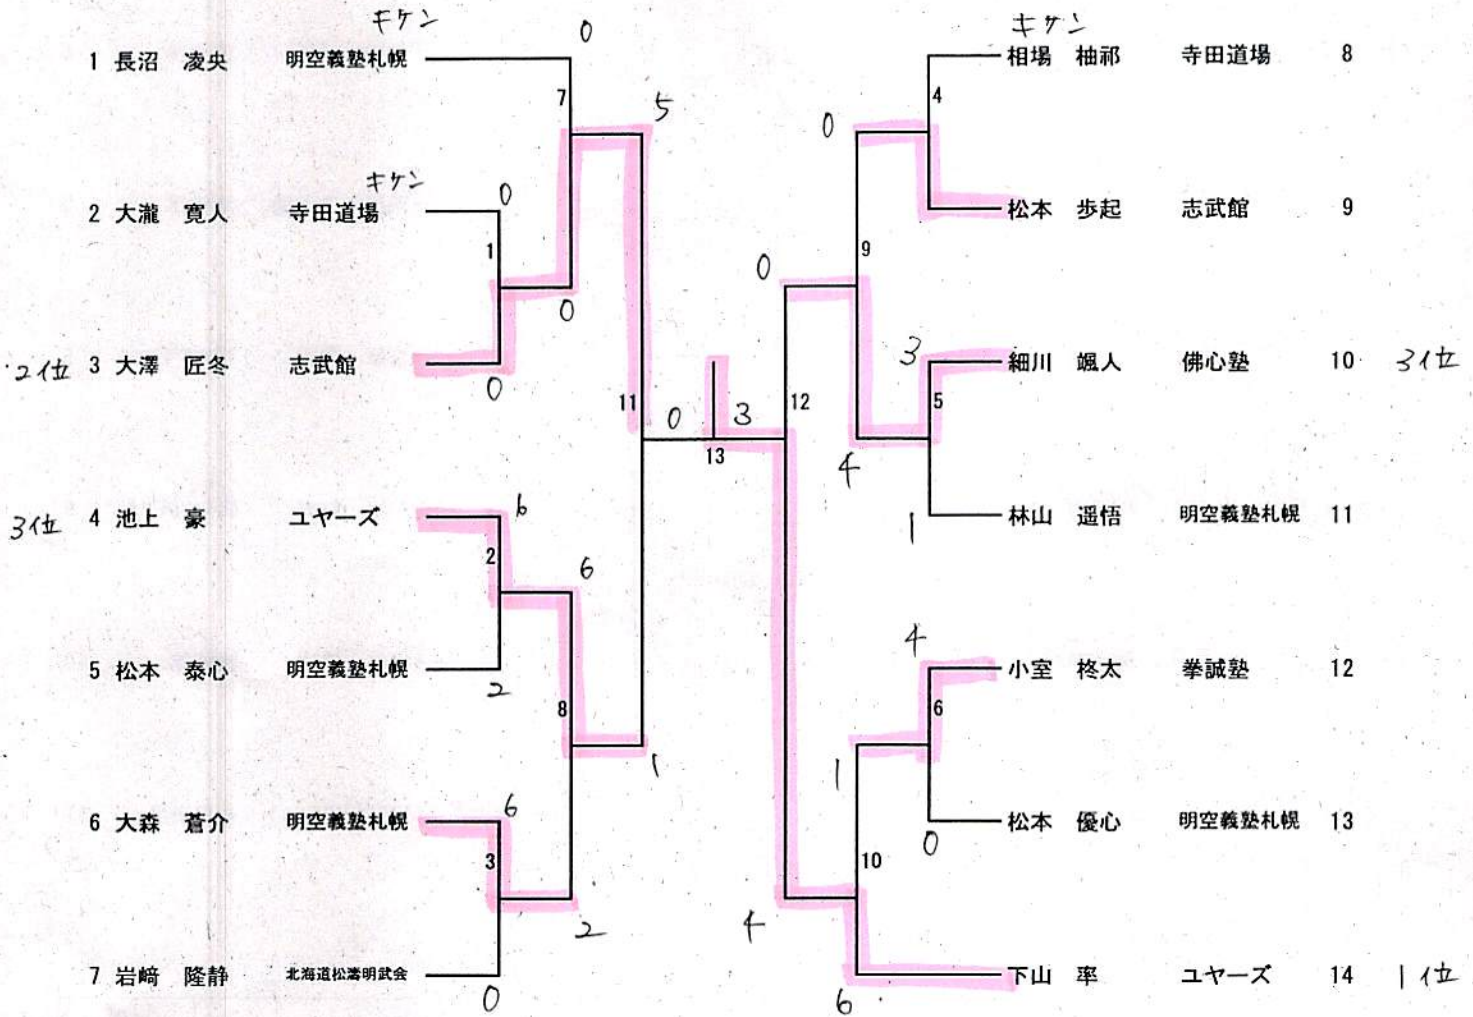 キケン 0
1 長沼 凌央 明空義塾札幌
7
5
キケン 0
2 大瀧 寛人 寺田道場
1
0
2位 3 大澤 匠冬 志武館
0
11
0 3
13
3位 4 池上 豪 ユヤーズ 6
2
6
5 松本 泰心 明空義塾札幌
2
8
1
6 大森 蒼介 明空義塾札幌 6
3
2
7 岩﨑 隆静 北海道松濤明武会
0
キケン
相場 柚祁 寺田道場 8
4
0
松本 歩起 志武館 9
9
0
3 細川 颯人 佛心塾 10 3位
12
5
4
林山 遥悟 明空義塾札幌 11
1
4
小室 柊太 拳誠塾 12
6
1
松本 優心 明空義塾札幌 13
0
10
4
下山 率 ユヤーズ 14 1位
6